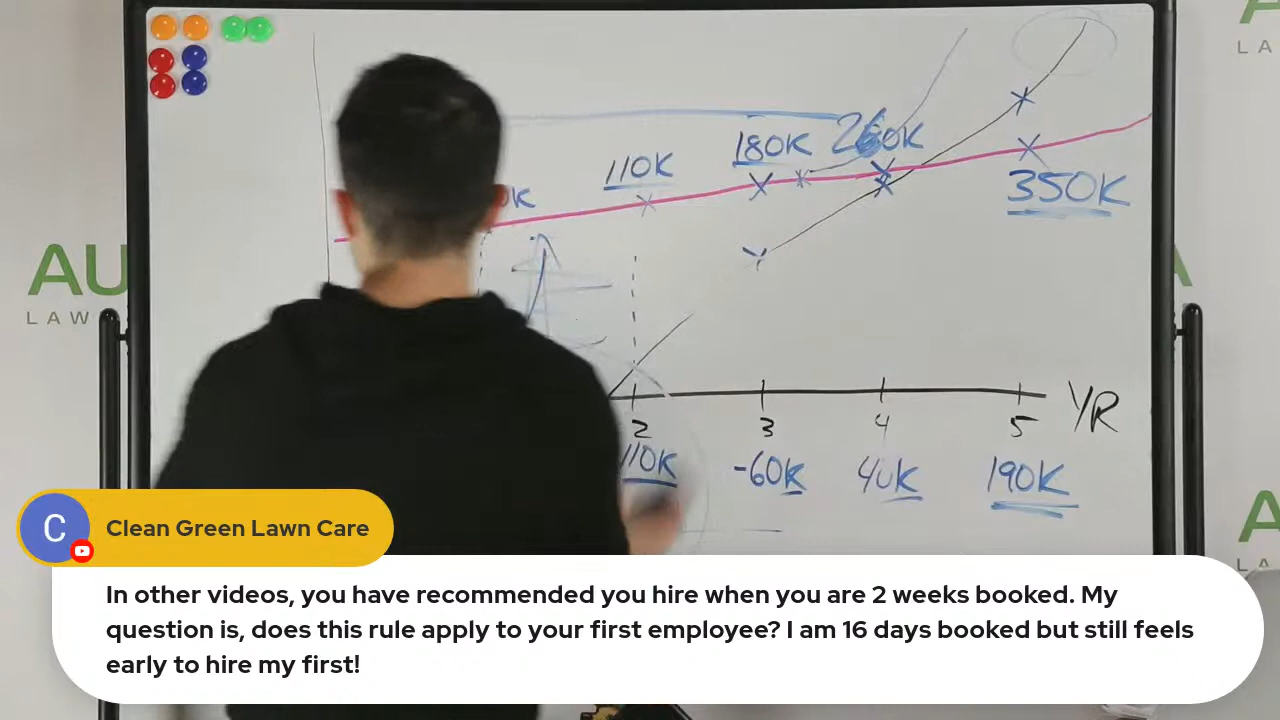 110K
180K
260K
350K
Y/R
2
3
4
5
110K
-60K
40K
190K
AU
LAW
C
Clean Green Lawn Care
In other videos, you have recommended you hire when you are 2 weeks booked. My
question is, does this rule apply to your first employee? I am 16 days booked but still feels
early to hire my first!